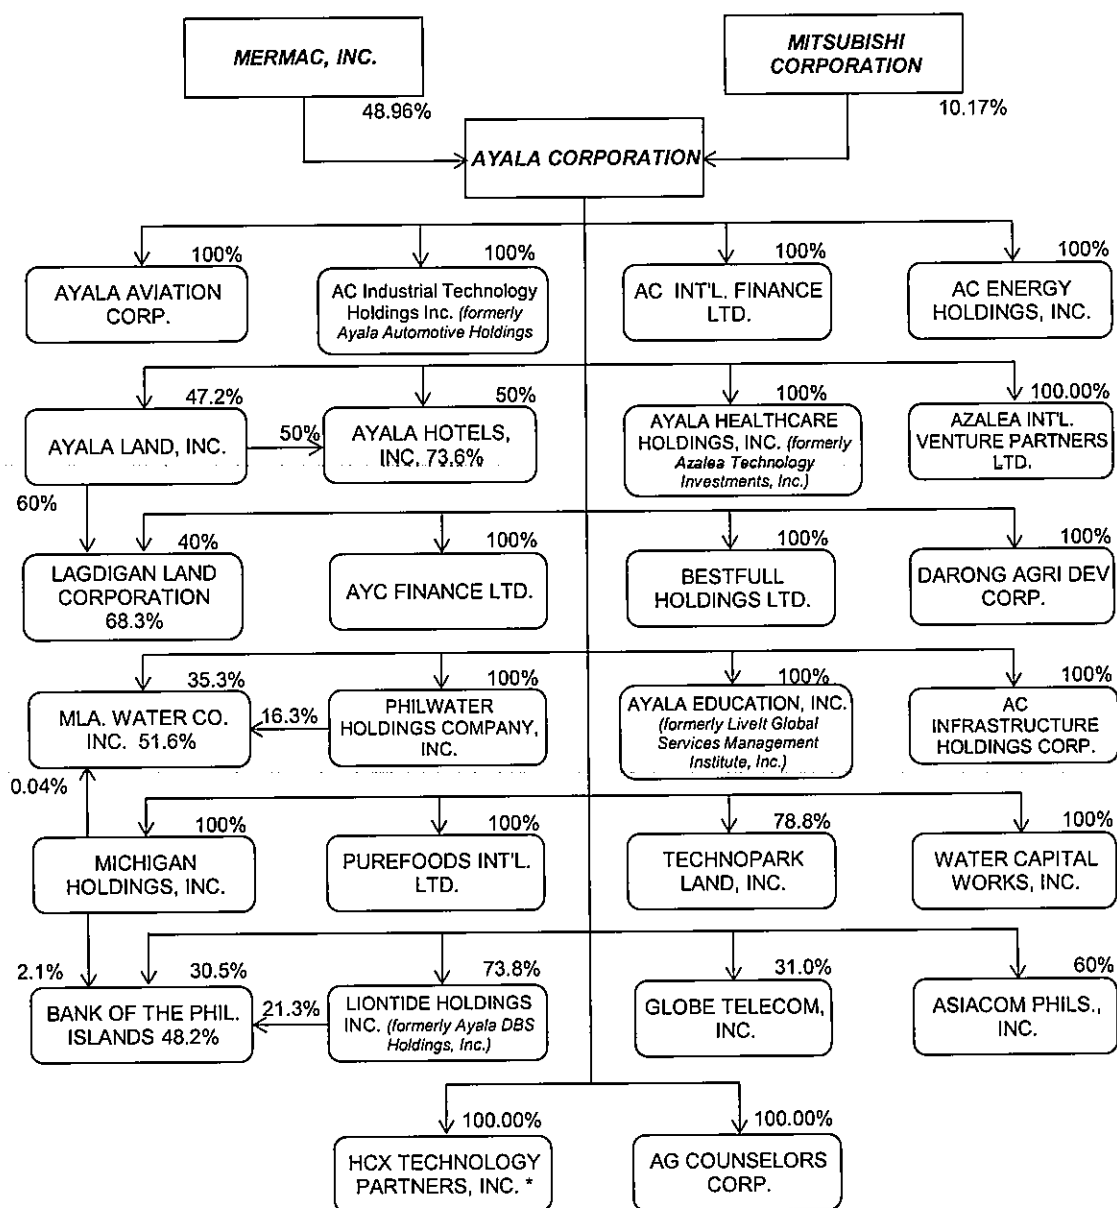 MERMAC, INC.
MITSUBISHI
CORPORATION
48.96%
10.17%
AYALA CORPORATION
100%
100%
100%
100%
AYALA AVIATION
CORP.
AC Industrial Technology
Holdings Inc. (formerly
Ayala Automotive Holdings
AC INT'L. FINANCE
LTD.
AC ENERGY
HOLDINGS, INC.
47.2%
50%
100%
100.00%
AYALA LAND, INC.
50%
AYALA HOTELS,
INC. 73.6%
AYALA HEALTHCARE
HOLDINGS, INC. (formerly
Azalea Technology
Investments, Inc.)
AZALEA INT'L.
VENTURE PARTNERS
LTD.
60%
40%
100%
100%
100%
LAGDIGAN LAND
CORPORATION
68.3%
AYC FINANCE LTD.
BESTFULL
HOLDINGS LTD.
DARONG AGRI DEV
CORP.
35.3%
100%
100%
100%
MLA. WATER CO.
INC. 51.6%
16.3%
PHILWATER
HOLDINGS COMPANY,
INC.
AYALA EDUCATION, INC.
(formerly LiveIt Global
Services Management
Institute, Inc.)
AC
INFRASTRUCTURE
HOLDINGS CORP.
0.04%
100%
100%
78.8%
100%
MICHIGAN
HOLDINGS, INC.
PUREFOODS INT'L.
LTD.
TECHNOPARK
LAND, INC.
WATER CAPITAL
WORKS, INC.
2.1%
30.5%
73.8%
31.0%
60%
BANK OF THE PHIL.
ISLANDS 48.2%
21.3%
LIONTIDE HOLDINGS
INC. (formerly Ayala DBS
Holdings, Inc.)
GLOBE TELECOM,
INC.
ASIACOM PHILS.,
INC.
100.00%
100.00%
HCX TECHNOLOGY
PARTNERS, INC. *
AG COUNSELORS
CORP.